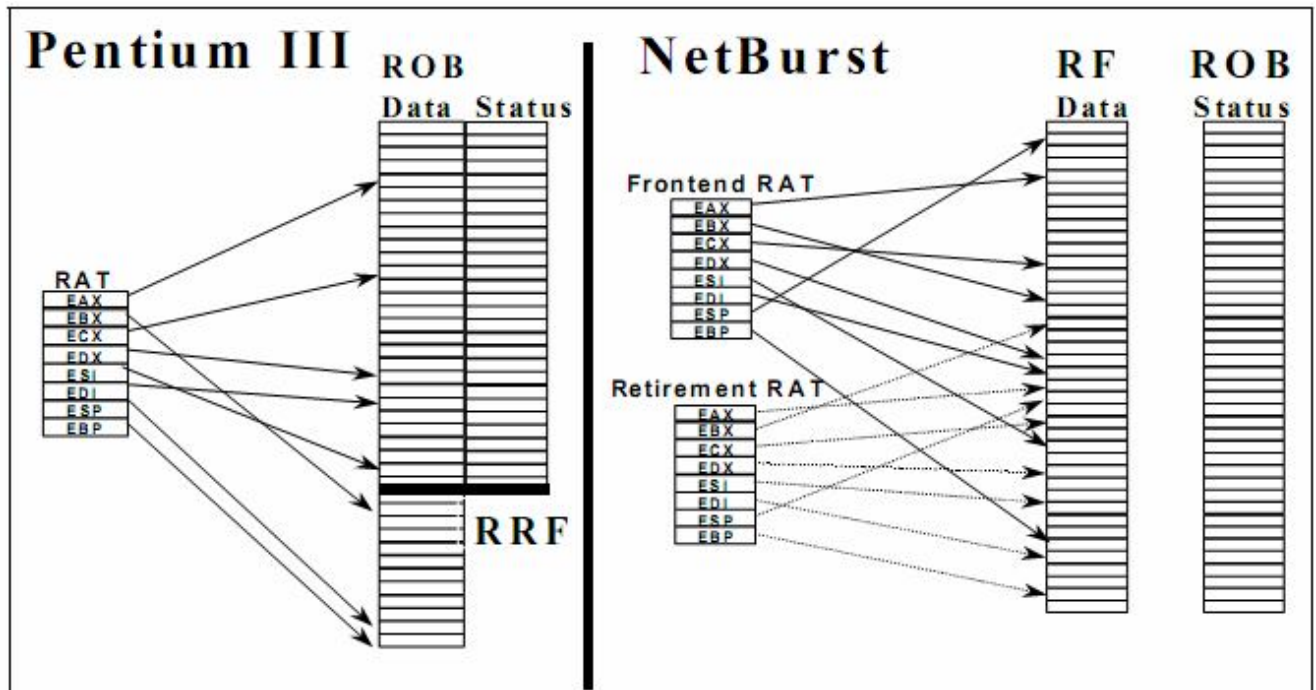 Pentium III
ROB
Data Status
RAT
EAX
EBX
ECX
EDX
ESI
EDI
ESP
EBP
RRF
NetBurst
RF
ROB
Data
Status
Frontend RAT
EAX
EBX
ECX
EDX
ESI
EDI
ESP
EBP
Retirement RAT
EAX
EBX
ECX
EDX
ESI
EDI
ESP
EBP